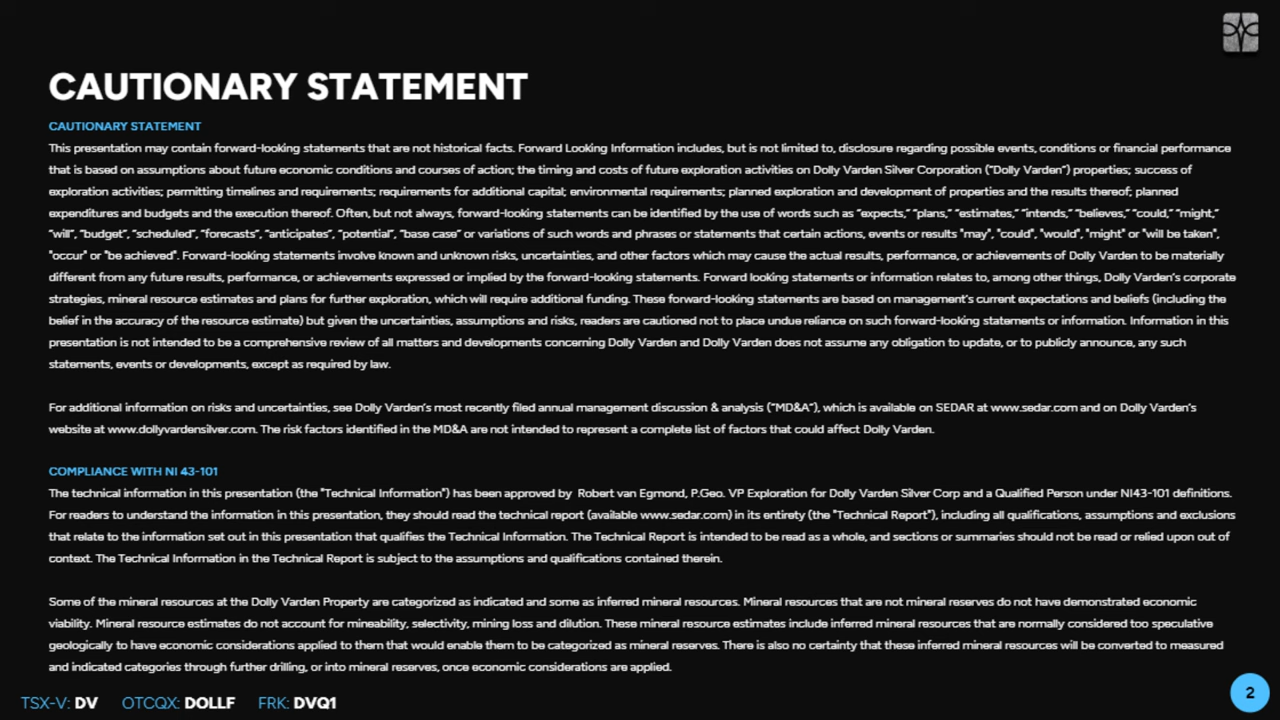 CAUTIONARY STATEMENT
CAUTIONARY STATEMENT
This presentation may contain forward-looking statements that are not historical facts. Forward Looking Information includes, but is not limited to, disclosure regarding possible events, conditions or financial performance
that is based on assumptions about future economic conditions and courses of action; the timing and costs of future exploration activities on Dolly Varden Silver Corporation ("Dolly Varden") properties; success of
exploration activities; permitting timelines and requirements; requirements for additional capital; environmental requirements; planned exploration and development of properties and the results thereof; planned
expenditures and budgets and the execution thereof. Often, but not always, forward-looking statements can be identified by the use of words such as “expects,” “plans,” “estimates,” “intends,” “believes,” “could,” “might,”
“will”, “budget”, “scheduled”, “forecasts”, “anticipates”, “potential”, “base case” or variations of such words and phrases or statements that certain actions, events or results "may", "could", "would", "might" or "will be taken",
"occur" or "be achieved". Forward-looking statements involve known and unknown risks, uncertainties, and other factors which may cause the actual results, performance, or achievements of Dolly Varden to be materially
different from any future results, performance, or achievements expressed or implied by the forward-looking statements. Forward looking statements or information relates to, among other things, Dolly Varden's corporate
strategies, mineral resource estimates and plans for further exploration, which will require additional funding. These forward-looking statements are based on management's current expectations and beliefs (including the
belief in the accuracy of the resource estimate) but given the uncertainties, assumptions and risks, readers are cautioned not to place undue reliance on such forward-looking statements or information. Information in this
presentation is not intended to be a comprehensive review of all matters and developments concerning Dolly Varden and Dolly Varden does not assume any obligation to update, or to publicly announce, any such
statements, events or developments, except as required by law.
For additional information on risks and uncertainties, see Dolly Varden's most recently filed annual management discussion & analysis ("MD&A"), which is available on SEDAR at www.sedar.com and on Dolly Varden's
website at www.dollyvardensilver.com. The risk factors identified in the MD&A are not intended to represent a complete list of factors that could affect Dolly Varden.
COMPLIANCE WITH NI 43-101
The technical information in this presentation (the "Technical Information") has been approved by Robert van Egmond, P.Geo. VP Exploration for Dolly Varden Silver Corp and a Qualified Person under NI43-101 definitions.
For readers to understand the information in this presentation, they should read the technical report (available www.sedar.com) in its entirety (the "Technical Report"), including all qualifications, assumptions and exclusions
that relate to the information set out in this presentation that qualifies the Technical Information. The Technical Report is intended to be read as a whole, and sections or summaries should not be read or relied upon out of
context. The Technical Information in the Technical Report is subject to the assumptions and qualifications contained therein.
Some of the mineral resources at the Dolly Varden Property are categorized as indicated and some as inferred mineral resources. Mineral resources that are not mineral reserves do not have demonstrated economic
viability. Mineral resource estimates do not account for mineability, selectivity, mining loss and dilution. These mineral resource estimates include inferred mineral resources that are normally considered too speculative
geologically to have economic considerations applied to them that would enable them to be categorized as mineral reserves. There is also no certainty that these inferred mineral resources will be converted to measured
and indicated categories through further drilling, or into mineral reserves, once economic considerations are applied.
TSX-V: DV OTCQX: DOLLF FRK: DVQ1
2